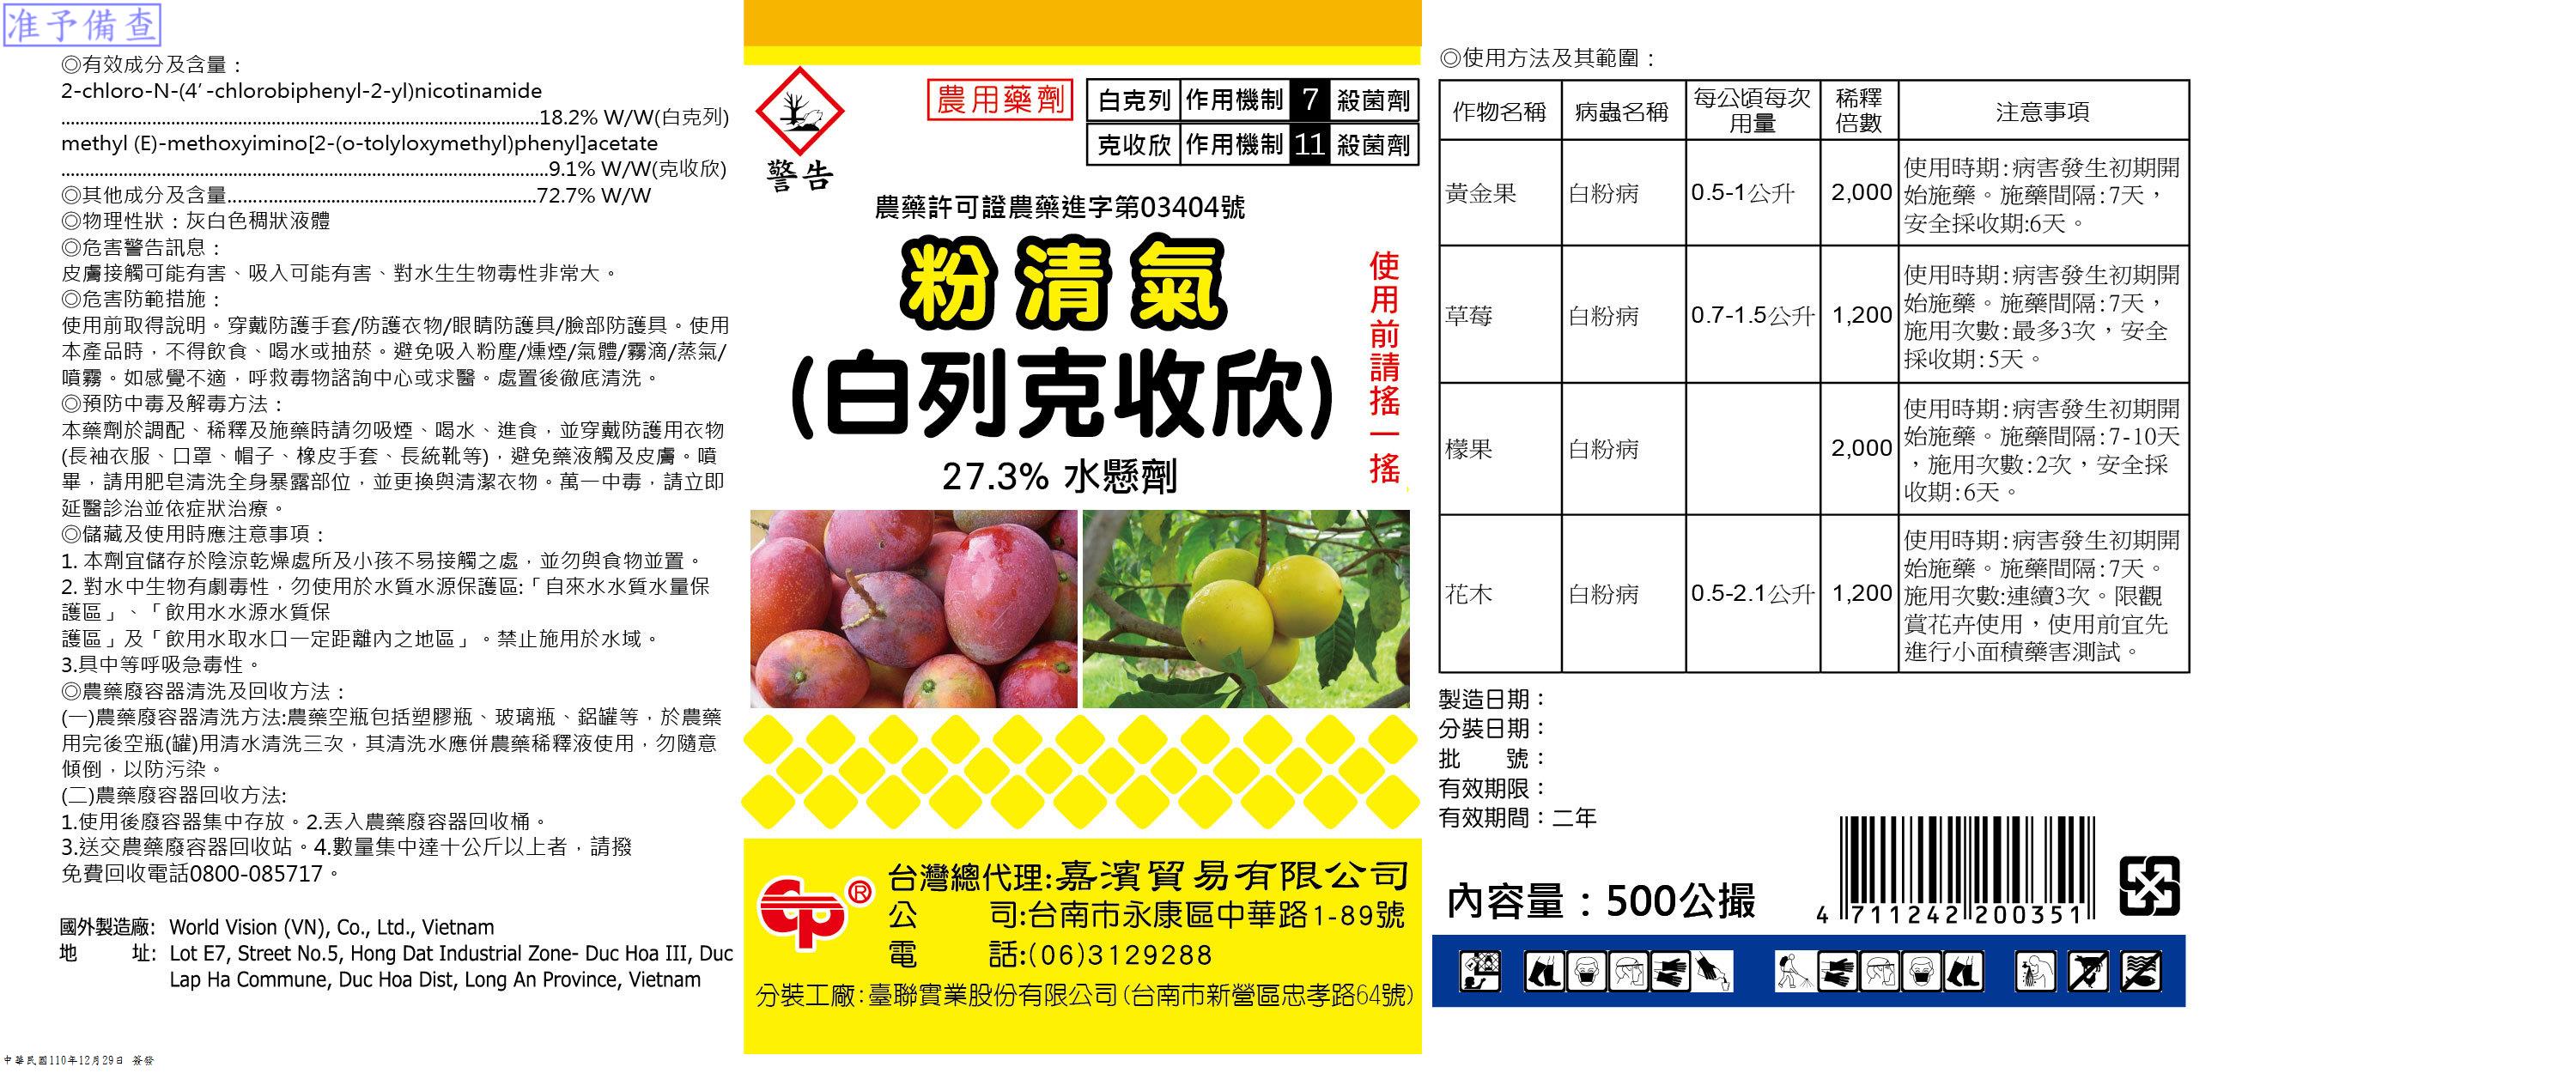 准予備查
◎有效成分及含量：
2-chloro-N-(4′-chlorobiphenyl-2-yl)nicotinamide
............................................................................................18.2% W/W(白克列)
methyl (E)-methoxyimino[2-(o-tolyloxymethyl)phenyl]acetate
..............................................................................................9.1% W/W(克收欣)
◎其他成分及含量............................................................72.7% W/W
◎物理性狀：灰白色稠狀液體
◎危害警告訊息：
皮膚接觸可能有害、吸入可能有害、對水生生物毒性非常大。
◎危害防範措施：
使用前取得說明。穿戴防護手套/防護衣物/眼睛防護具/臉部防護具。使用
本產品時，不得飲食、喝水或抽菸。避免吸入粉塵/燻煙/氣體/霧滴/蒸氣/
噴霧。如感覺不適，呼救毒物諮詢中心或求醫。處置後徹底清洗。
◎預防中毒及解毒方法：
本藥劑於調配、稀釋及施藥時請勿吸煙、喝水、進食，並穿戴防護用衣物
(長袖衣服、口罩、帽子、橡皮手套、長統靴等)，避免藥液觸及皮膚。噴
畢，請用肥皂清洗全身暴露部位，並更換與清潔衣物。萬一中毒，請立即
延醫診治並依症狀治療。
◎儲藏及使用時應注意事項：
1. 本劑宜儲存於陰涼乾燥處所及小孩不易接觸之處，並勿與食物並置。
2. 對水中生物有劇毒性，勿使用於水質水源保護區:「自來水水質水量保
護區」、「飲用水水源水質保
護區」及「飲用水取水口一定距離內之地區」。禁止施用於水域。
3.具中等呼吸急毒性。
◎農藥廢容器清洗及回收方法：
(一)農藥廢容器清洗方法:農藥空瓶包括塑膠瓶、玻璃瓶、鋁罐等，於農藥
用完後空瓶(罐)用清水清洗三次，其清洗水應併農藥稀釋液使用，勿隨意
傾倒，以防污染。
(二)農藥廢容器回收方法:
1.使用後廢容器集中存放。2.丟入農藥廢容器回收桶。
3.送交農藥廢容器回收站。4.數量集中達十公斤以上者，請撥
免費回收電話0800-085717。
國外製造廠: World Vision (VN), Co., Ltd., Vietnam
地　　址: Lot E7, Street No.5, Hong Dat Industrial Zone- Duc Hoa III, Duc
Lap Ha Commune, Duc Hoa Dist, Long An Province, Vietnam
中華民國110年12月29日 簽發
警告
農用藥劑
白克列 作用機制 7 殺菌劑
克收欣 作用機制 11 殺菌劑
農藥許可證農藥進字第03404號
粉清氣
(白列克收欣)
27.3% 水懸劑
使用前請搖一搖
CP®
台灣總代理:嘉濱貿易有限公司
公　　司:台南市永康區中華路1-89號
電　　話:(06)3129288
分裝工廠:臺聯實業股份有限公司(台南市新營區忠孝路64號)
◎使用方法及其範圍：
作物名稱 病蟲名稱 每公頃每次用量 稀釋倍數 注意事項
黃金果 白粉病 0.5-1公升 2,000 使用時期:病害發生初期開
始施藥。施藥間隔:7天，
安全採收期:6天。
草莓 白粉病 0.7-1.5公升 1,200 使用時期:病害發生初期開
始施藥。施藥間隔:7天，
施用次數:最多3次，安全
採收期:5天。
檬果 白粉病 2,000 使用時期:病害發生初期開
始施藥。施藥間隔:7-10天
，施用次數:2次，安全採
收期:6天。
花木 白粉病 0.5-2.1公升 1,200 使用時期:病害發生初期開
始施藥。施藥間隔:7天。
施用次數:連續3次。限觀
賞花卉使用，使用前宜先
進行小面積藥害測試。
製造日期：
分裝日期：
批　　號：
有效期限：
有效期間：二年
內容量：500公撮
4 711242 200351